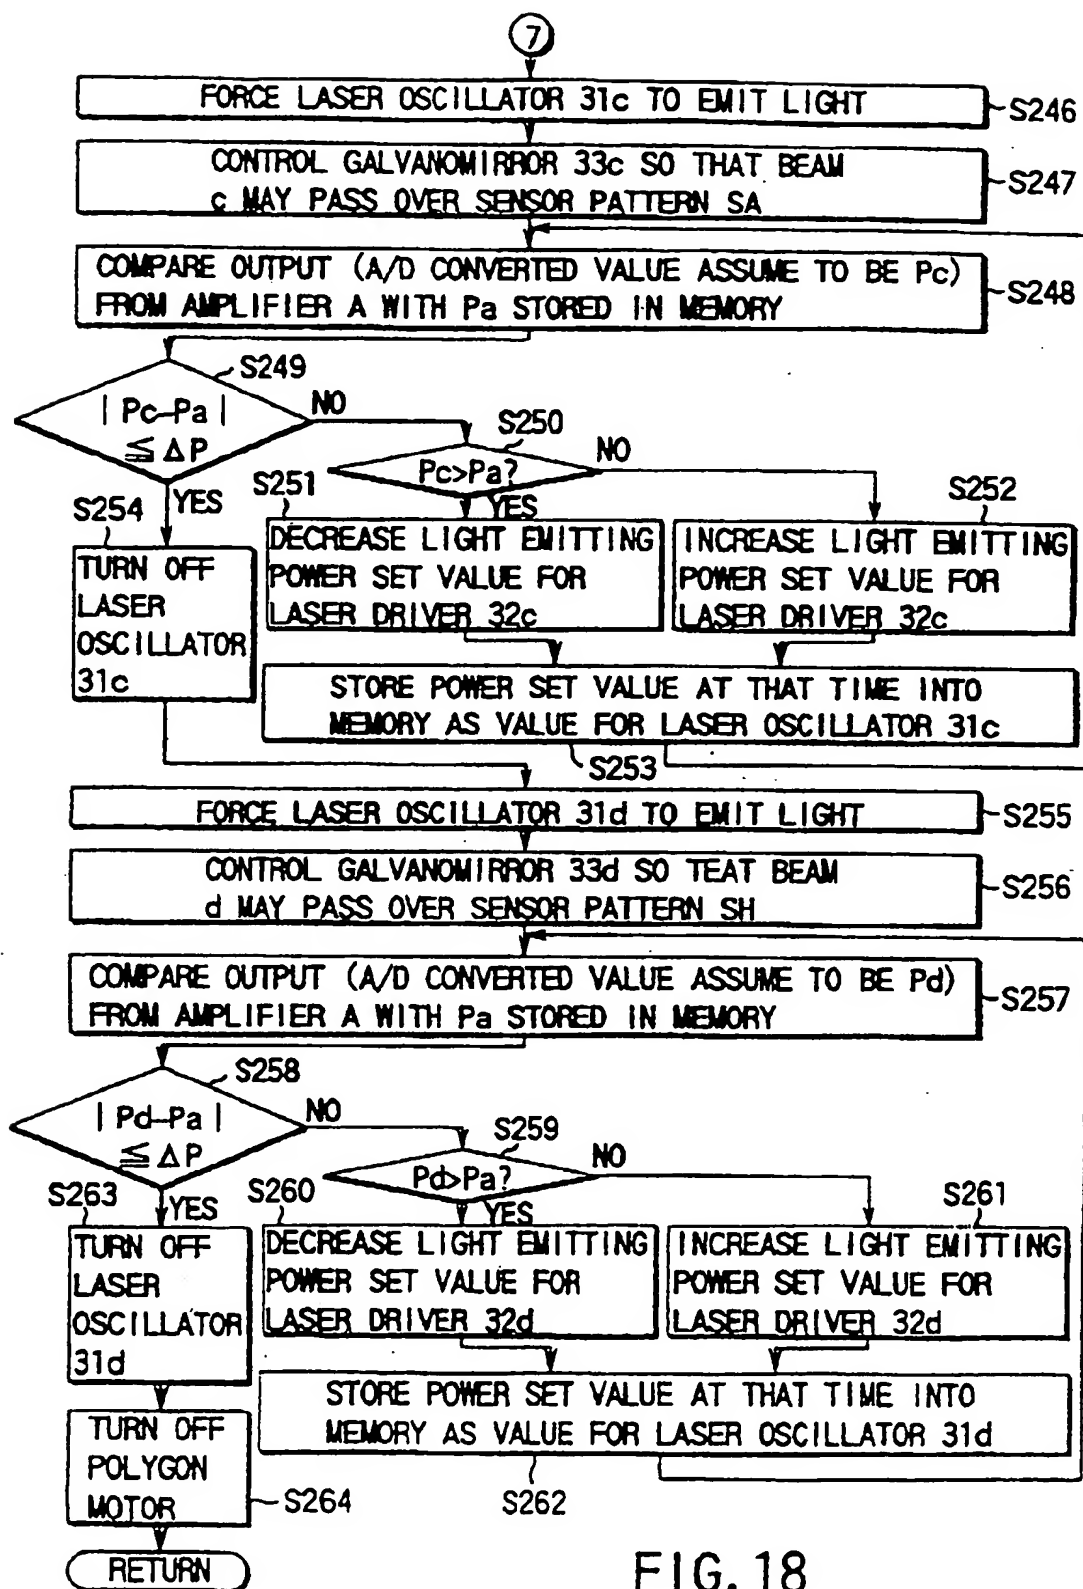 7
FORCE LASER OSCILLATOR 31c TO EMIT LIGHT
S246
CONTROL GALVANOMIRROR 33c SO THAT BEAM
c MAY PASS OVER SENSOR PATTERN SA
S247
COMPARE OUTPUT (A/D CONVERTED VALUE ASSUME TO BE Pc)
FROM AMPLIFIER A WITH Pa STORED IN MEMORY
S248
S249
| Pc-Pa |
≦ ΔP
NO
YES
S250
Pc>Pa?
NO
YES
S254
TURN OFF
LASER
OSCILLATOR
31c
S251
DECREASE LIGHT EMITTING
POWER SET VALUE FOR
LASER DRIVER 32c
S252
INCREASE LIGHT EMITTING
POWER SET VALUE FOR
LASER DRIVER 32c
STORE POWER SET VALUE AT THAT TIME INTO
MEMORY AS VALUE FOR LASER OSCILLATOR 31c
S253
FORCE LASER OSCILLATOR 31d TO EMIT LIGHT
S255
CONTROL GALVANOMIRROR 33d SO TEAT BEAM
d MAY PASS OVER SENSOR PATTERN SH
S256
COMPARE OUTPUT (A/D CONVERTED VALUE ASSUME TO BE Pd)
FROM AMPLIFIER A WITH Pa STORED IN MEMORY
S257
S258
| Pd-Pa |
≦ ΔP
NO
YES
S259
Pd>Pa?
NO
YES
S263
TURN OFF
LASER
OSCILLATOR
31d
S260
DECREASE LIGHT EMITTING
POWER SET VALUE FOR
LASER DRIVER 32d
S261
INCREASE LIGHT EMITTING
POWER SET VALUE FOR
LASER DRIVER 32d
STORE POWER SET VALUE AT THAT TIME INTO
MEMORY AS VALUE FOR LASER OSCILLATOR 31d
S262
TURN OFF
POLYGON
MOTOR
S264
RETURN
FIG. 18